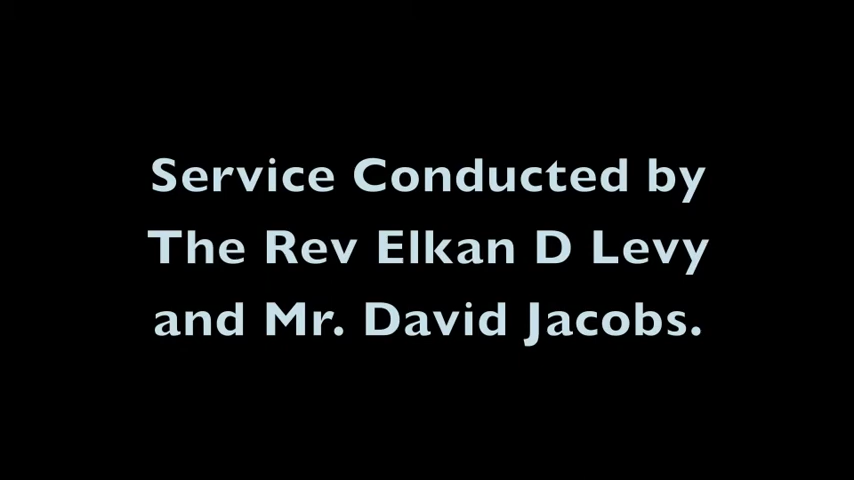 Service Conducted by
The Rev Elkan D Levy
and Mr. David Jacobs.